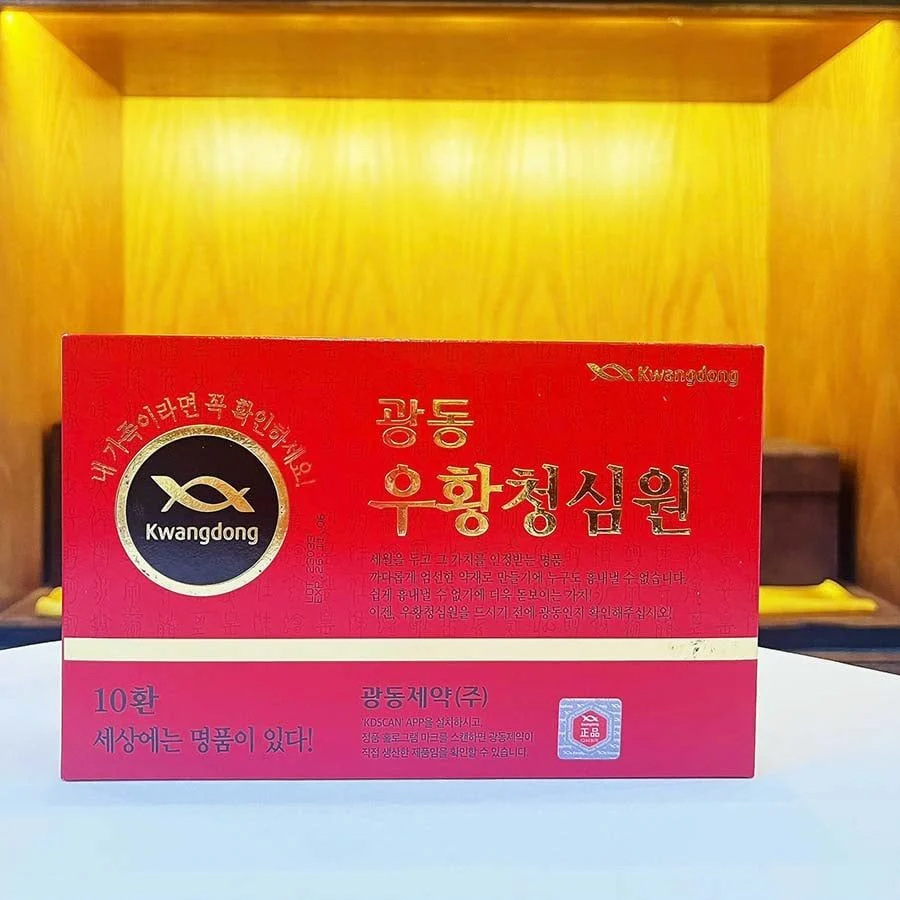 Kwangdong
내 가족이라면 꼭 확인하세요!
Kwangdong
광동
우황청심원
세월을 두고 그 가치를 인정받는 명품
까다롭게 엄선한 약재로 만들기에 누구도 흉내낼 수 없습니다.
쉽게 흉내낼 수 없기에 더욱 돋보이는 가치!
이젠, 우황청심원을 드시기 전에 광동인지 확인해주십시오!
10환
세상에는 명품이 있다!
광동제약(주)
'KDSCAN' APP을 설치하시고,
정품 홀로그램 마크를 스캔하면 광동제약이
직접 생산한 제품임을 확인할 수 있습니다.
正品